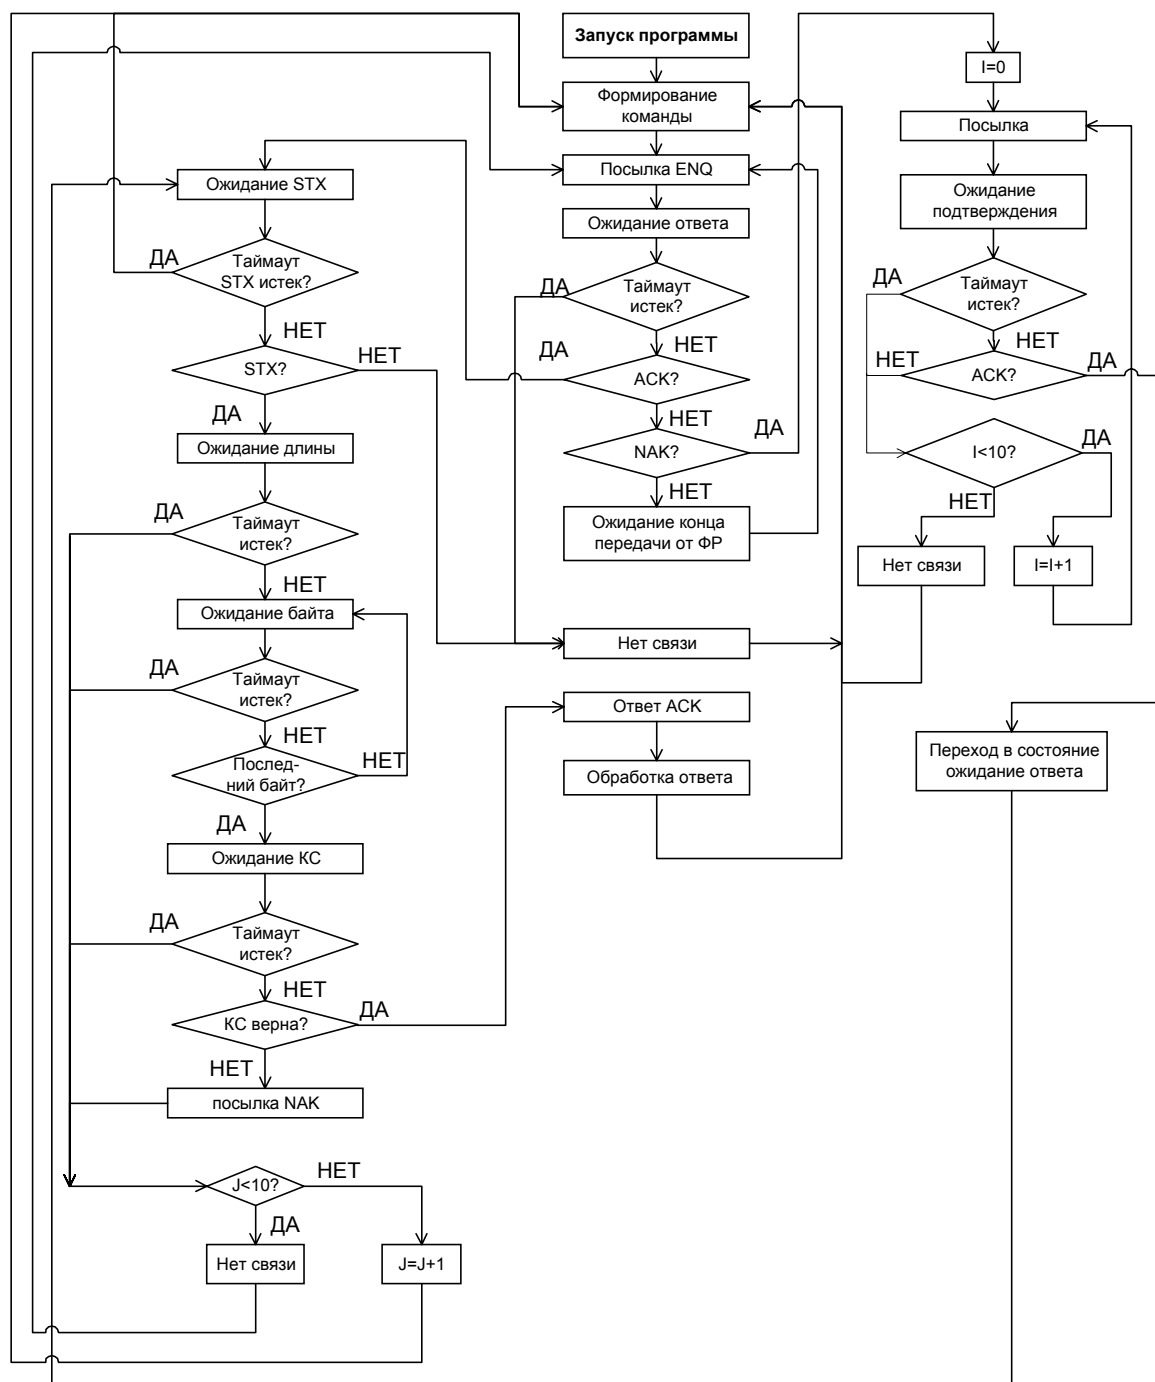 Запуск программы
Формирование
команды
Посылка ENQ
Ожидание ответа
Таймаут
истек?
ДА
НЕТ
ACK?
ДА
НЕТ
NAK?
ДА
НЕТ
Ожидание конца
передачи от ФР
Нет связи
Ответ ACK
Обработка ответа
Ожидание STX
Таймаут
STX истек?
ДА
НЕТ
STX?
НЕТ
ДА
Ожидание длины
Таймаут
истек?
ДА
НЕТ
Ожидание байта
Таймаут
истек?
ДА
НЕТ
Послед-
ний байт?
НЕТ
ДА
Ожидание КС
Таймаут
истек?
ДА
НЕТ
КС верна?
ДА
НЕТ
посылка NAK
J<10?
НЕТ
ДА
Нет связи
J=J+1
I=0
Посылка
Ожидание
подтверждения
Таймаут
истек?
ДА
НЕТ
ACK?
НЕТ
ДА
I<10?
ДА
НЕТ
Нет связи
I=I+1
Переход в состояние
ожидание ответа